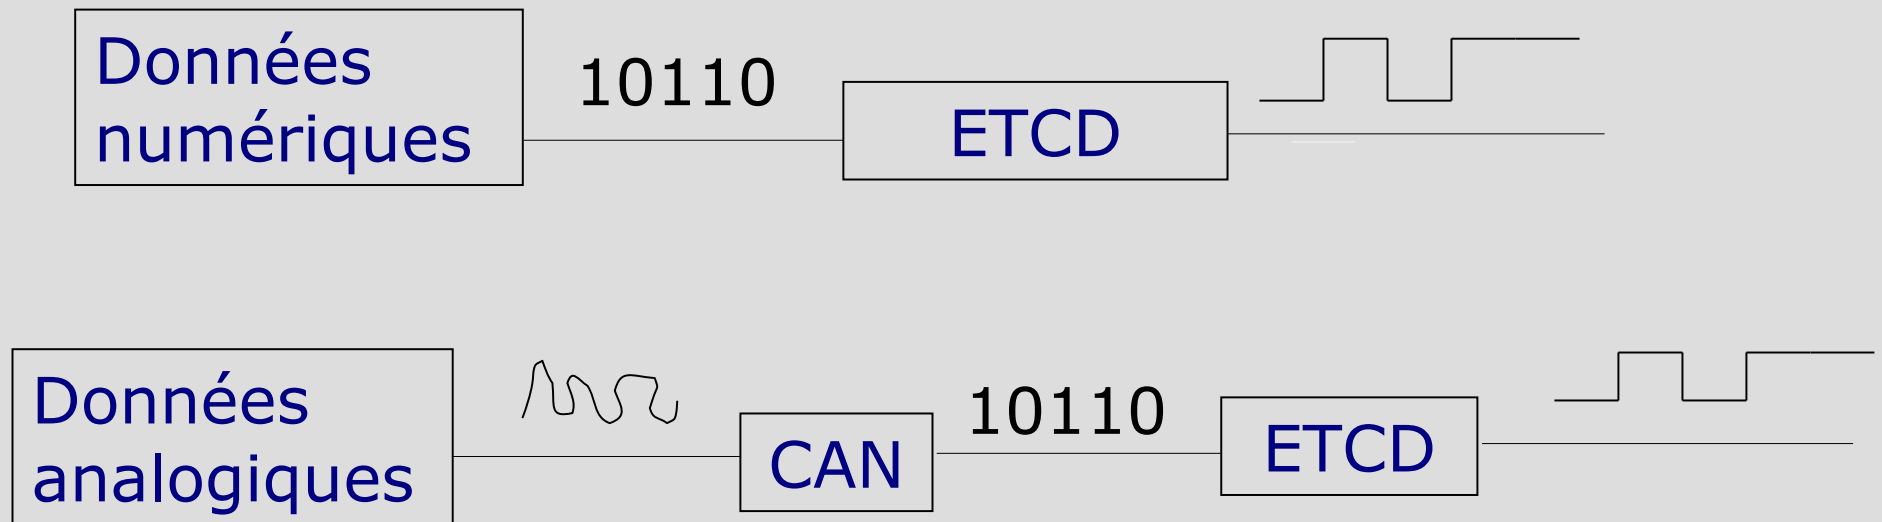 Données
numériques
10110
ETCD
Données
analogiques
CAN
10110
ETCD